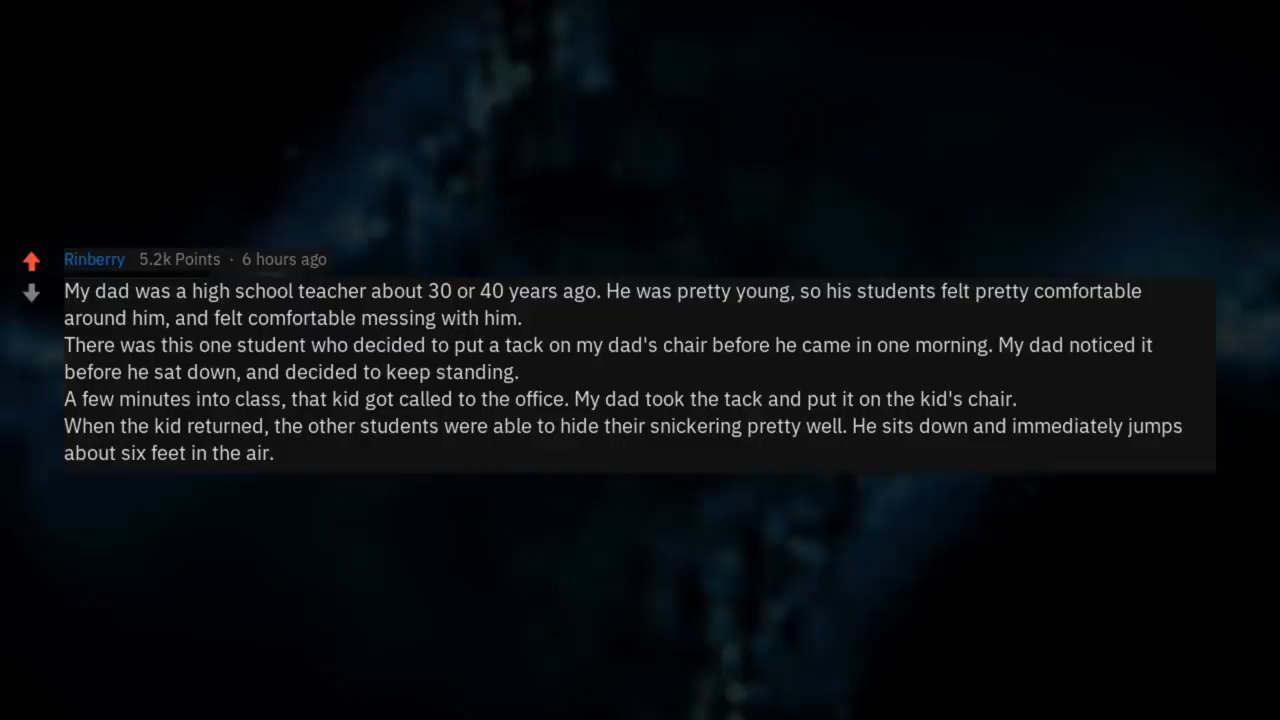 Rinberry 5.2k Points · 6 hours ago
My dad was a high school teacher about 30 or 40 years ago. He was pretty young, so his students felt pretty comfortable
around him, and felt comfortable messing with him.
There was this one student who decided to put a tack on my dad's chair before he came in one morning. My dad noticed it
before he sat down, and decided to keep standing.
A few minutes into class, that kid got called to the office. My dad took the tack and put it on the kid's chair.
When the kid returned, the other students were able to hide their snickering pretty well. He sits down and immediately jumps
about six feet in the air.